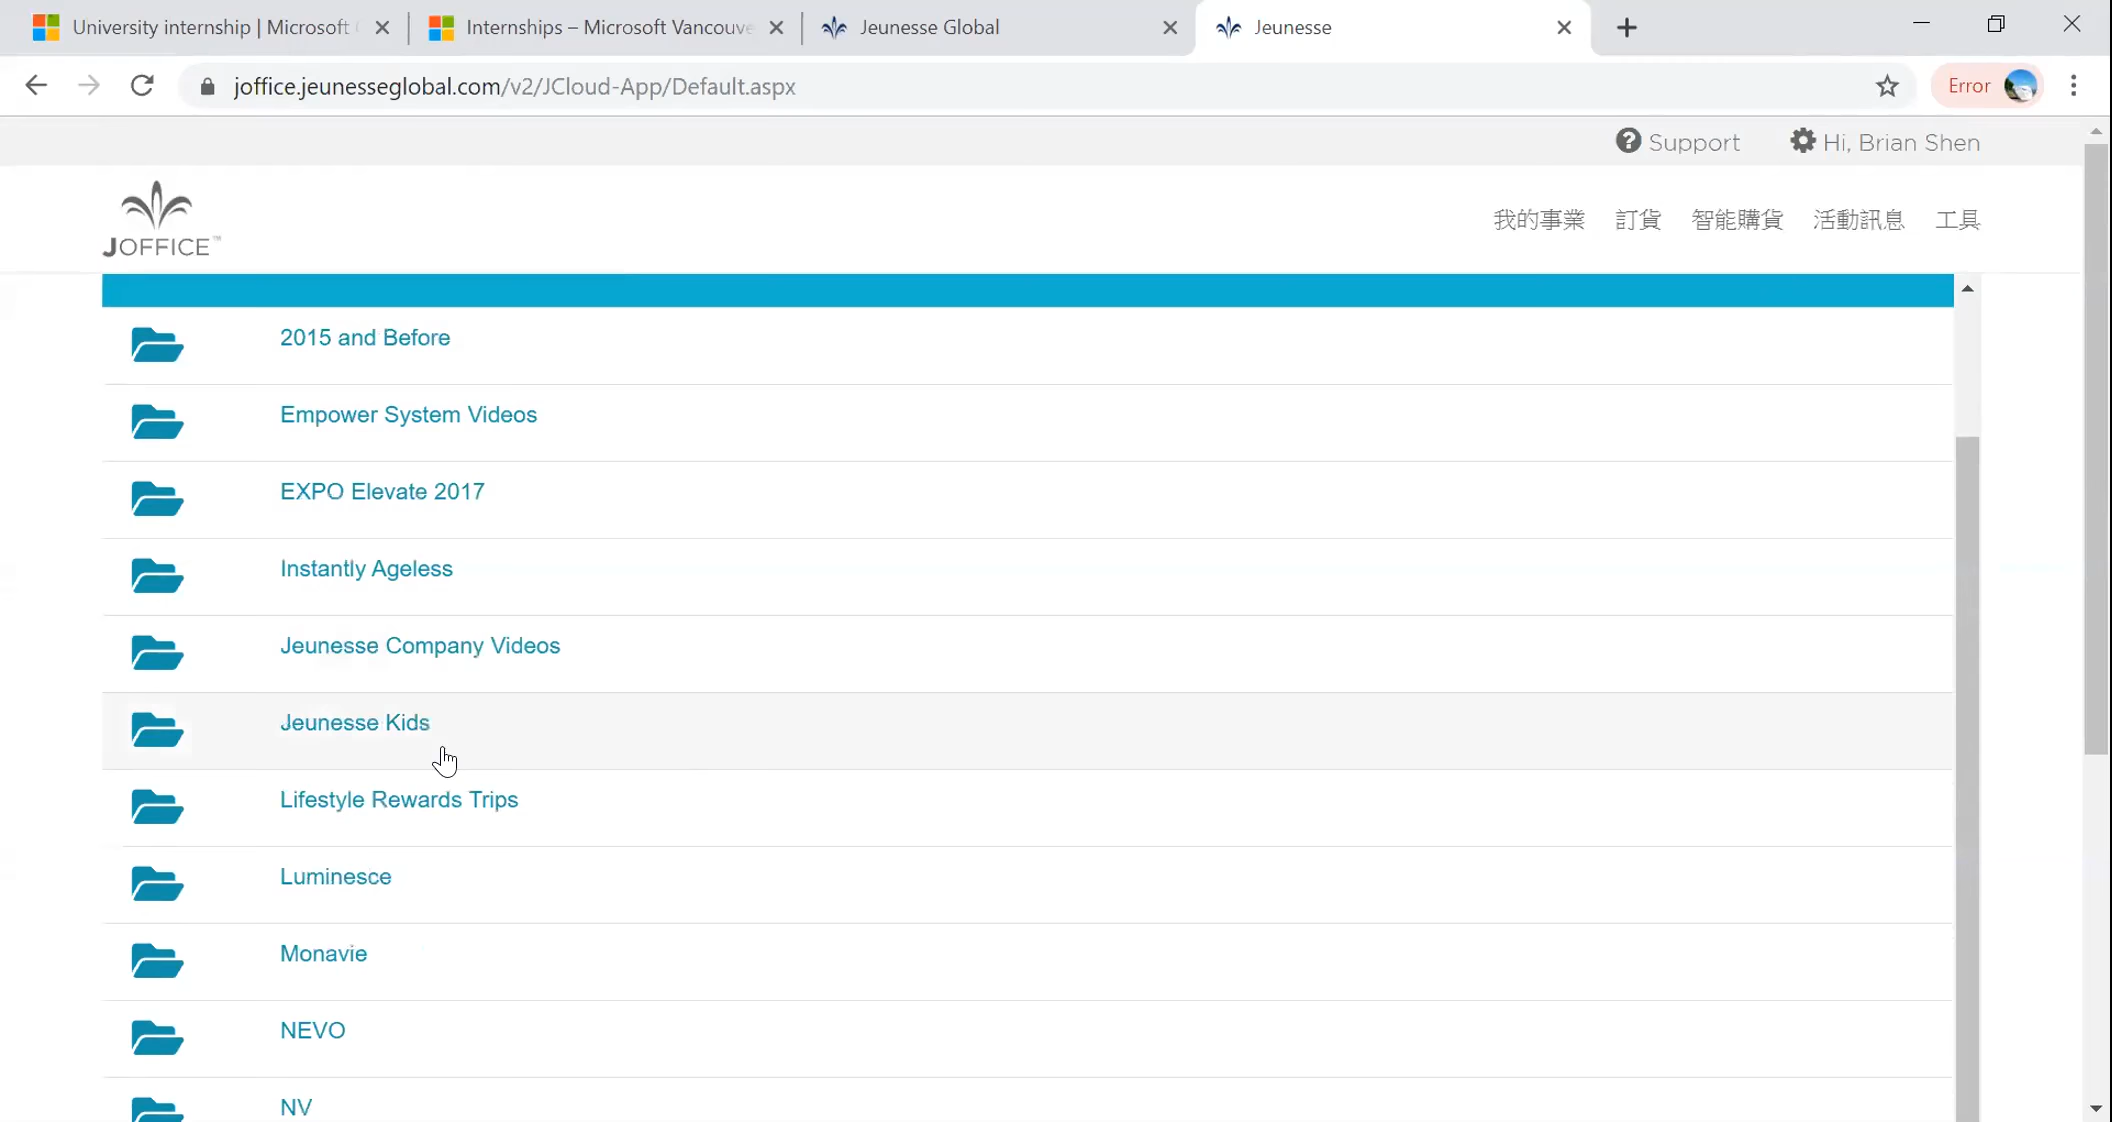 University internship | Microsoft
Internships – Microsoft Vancouve
Jeunesse Global
Jeunesse
joffice.jeunesseglobal.com/v2/JCloud-App/Default.aspx
Error
Support
Hi, Brian Shen
JOFFICE™
我的事業 訂貨 智能購貨 活動訊息 工具
2015 and Before
Empower System Videos
EXPO Elevate 2017
Instantly Ageless
Jeunesse Company Videos
Jeunesse Kids
Lifestyle Rewards Trips
Luminesce
Monavie
NEVO
NV